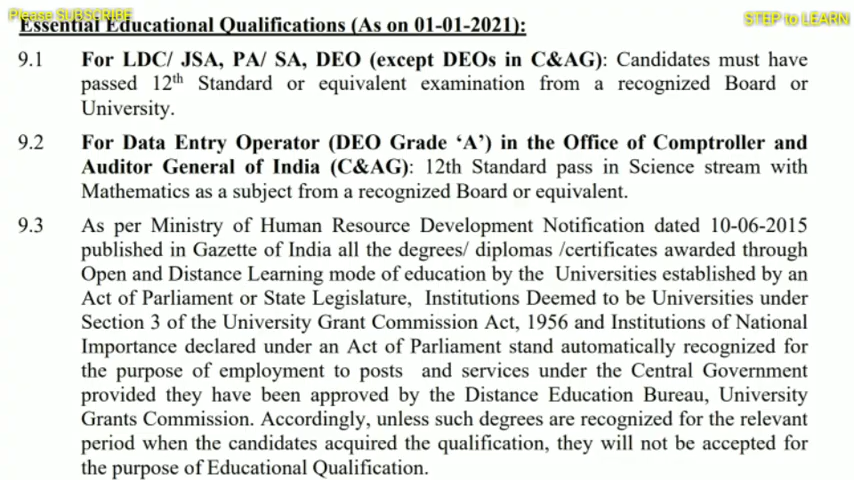 Please SUBSCRIBE
STEP to LEARN
Essential Educational Qualifications (As on 01-01-2021):
9.1 For LDC/ JSA, PA/ SA, DEO (except DEOs in C&AG): Candidates must have
passed 12th Standard or equivalent examination from a recognized Board or
University.
9.2 For Data Entry Operator (DEO Grade ‘A’) in the Office of Comptroller and
Auditor General of India (C&AG): 12th Standard pass in Science stream with
Mathematics as a subject from a recognized Board or equivalent.
9.3 As per Ministry of Human Resource Development Notification dated 10-06-2015
published in Gazette of India all the degrees/ diplomas /certificates awarded through
Open and Distance Learning mode of education by the Universities established by an
Act of Parliament or State Legislature, Institutions Deemed to be Universities under
Section 3 of the University Grant Commission Act, 1956 and Institutions of National
Importance declared under an Act of Parliament stand automatically recognized for
the purpose of employment to posts and services under the Central Government
provided they have been approved by the Distance Education Bureau, University
Grants Commission. Accordingly, unless such degrees are recognized for the relevant
period when the candidates acquired the qualification, they will not be accepted for
the purpose of Educational Qualification.